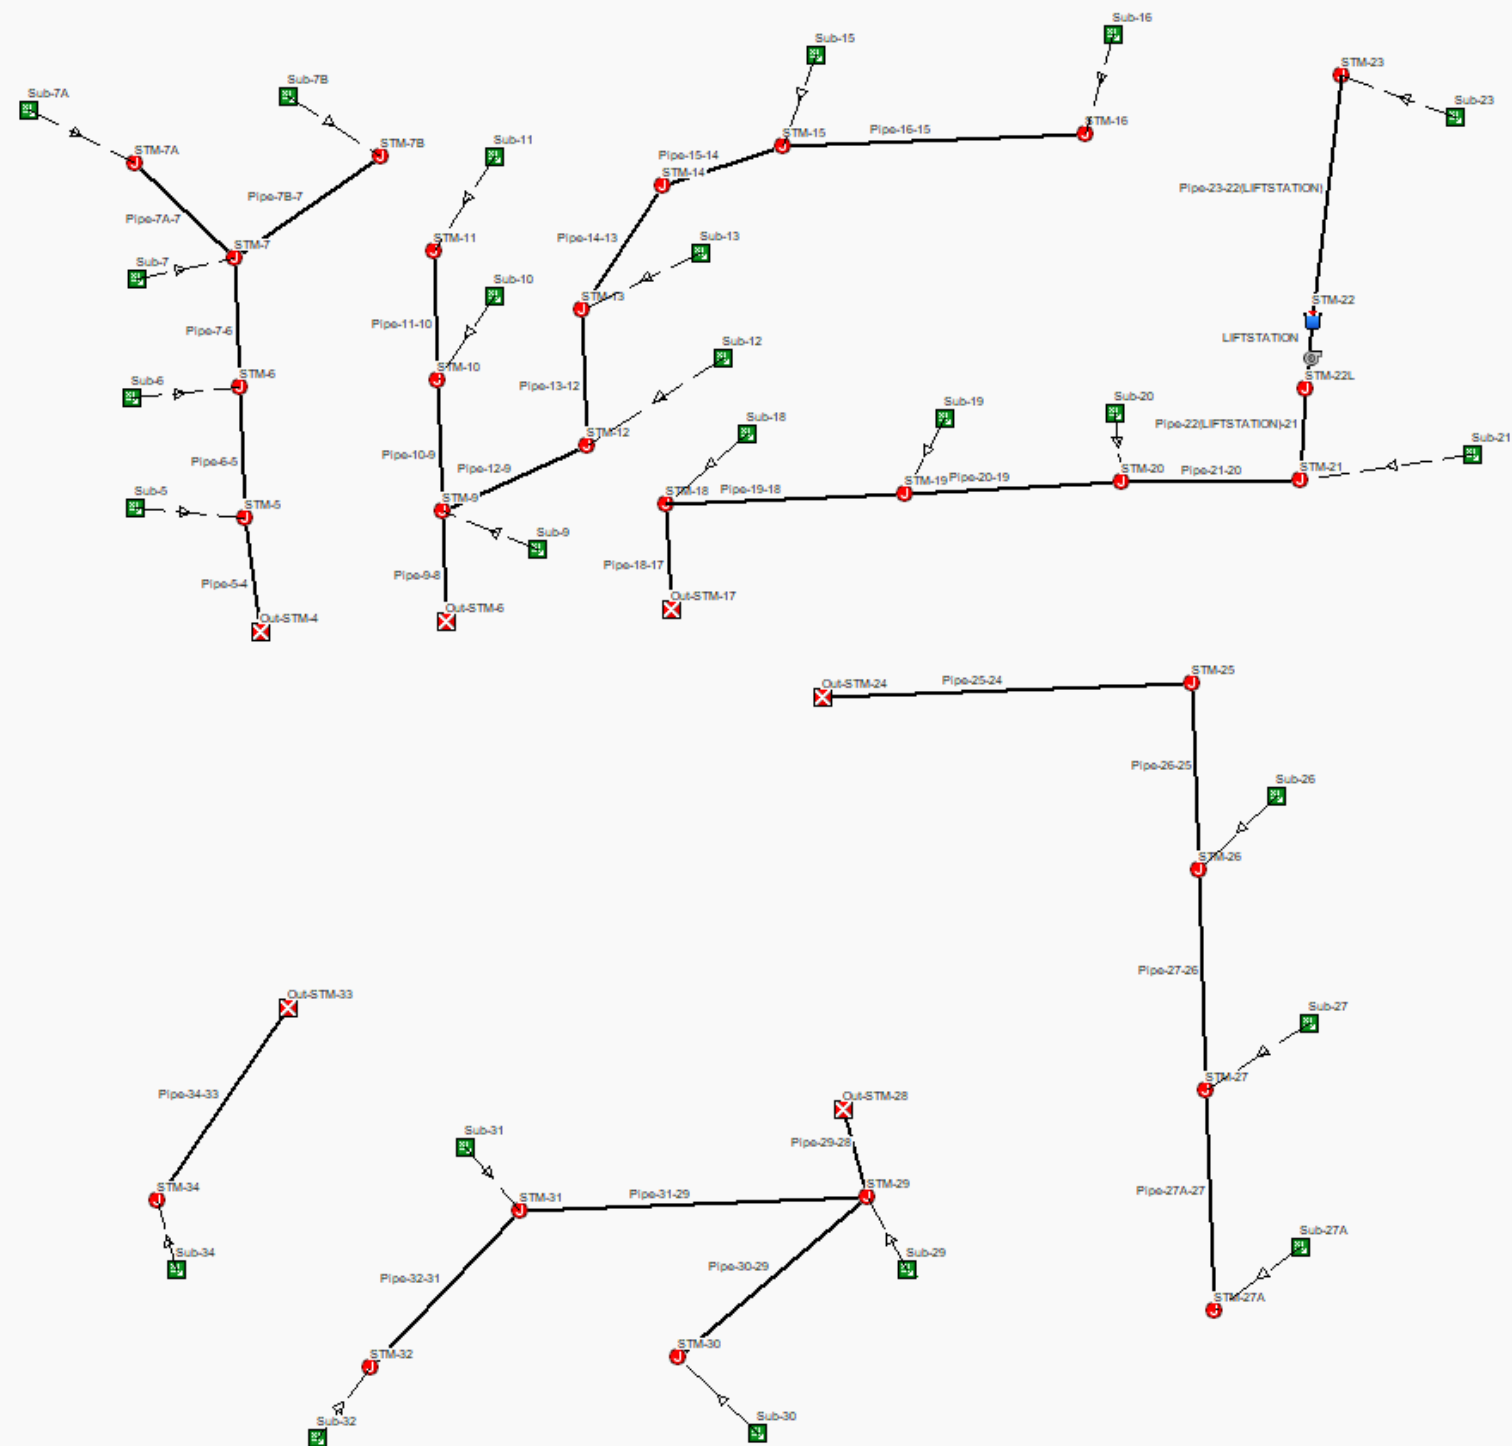 Sub-16
Sub-15
STM-23
Sub-7B
Sub-7A
Sub-23
STM-16
Pipe-16-15
STM-15
Sub-11
STM-7B
STM-7A
Pipe-15-14
STM-14
Pipe-23-22(LIFTSTATION)
Pipe-7B-7
Pipe-7A-7
STM-7
STM-11
Pipe-14-13
Sub-13
Sub-7
Sub-10
STM-13
STM-22
Pipe-7-6
Pipe-11-10
LIFTSTATION
Sub-12
STM-10
STM-6
STM-22L
Sub-6
Pipe-13-12
Sub-18
Sub-19
Sub-20
Pipe-22(LIFTSTATION)-21
STM-12
Sub-21
Pipe-6-5
Pipe-10-9
Pipe-12-9
STM-20
Pipe-21-20
STM-21
STM-19
Pipe-20-19
Pipe-19-18
STM-18
STM-9
Sub-5
STM-5
Sub-9
Pipe-18-17
Pipe-9-8
Pipe-5-4
Out-STM-17
Out-STM-6
Out-STM-4
STM-25
Pipe-25-24
Out-STM-24
Pipe-26-25
Sub-26
STM-26
Pipe-27-26
Out-STM-33
Sub-27
STM-27
Pipe-34-33
Out-STM-28
Sub-31
Pipe-29-28
STM-34
STM-31
Pipe-31-29
STM-29
Pipe-27A-27
Sub-27A
Sub-34
Sub-29
Pipe-30-29
Pipe-32-31
STM-27A
STM-30
STM-32
Sub-30
Sub-32